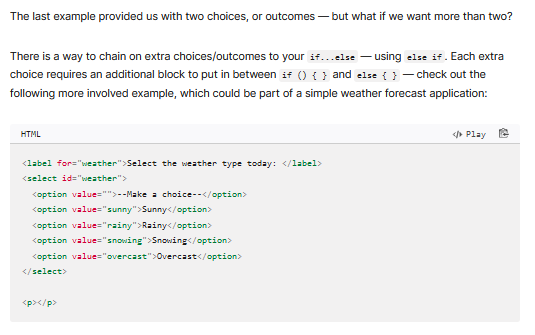 The last example provided us with two choices, or outcomes — but what if we want more than two?
There is a way to chain on extra choices/outcomes to your if...else — using else if. Each extra
choice requires an additional block to put in between if () { } and else { } — check out the
following more involved example, which could be part of a simple weather forecast application:
HTML
Play
<label for="weather">Select the weather type today: </label>
<select id="weather">
  <option value="">--Make a choice--</option>
  <option value="sunny">Sunny</option>
  <option value="rainy">Rainy</option>
  <option value="snowing">Snowing</option>
  <option value="overcast">Overcast</option>
</select>

<p></p>